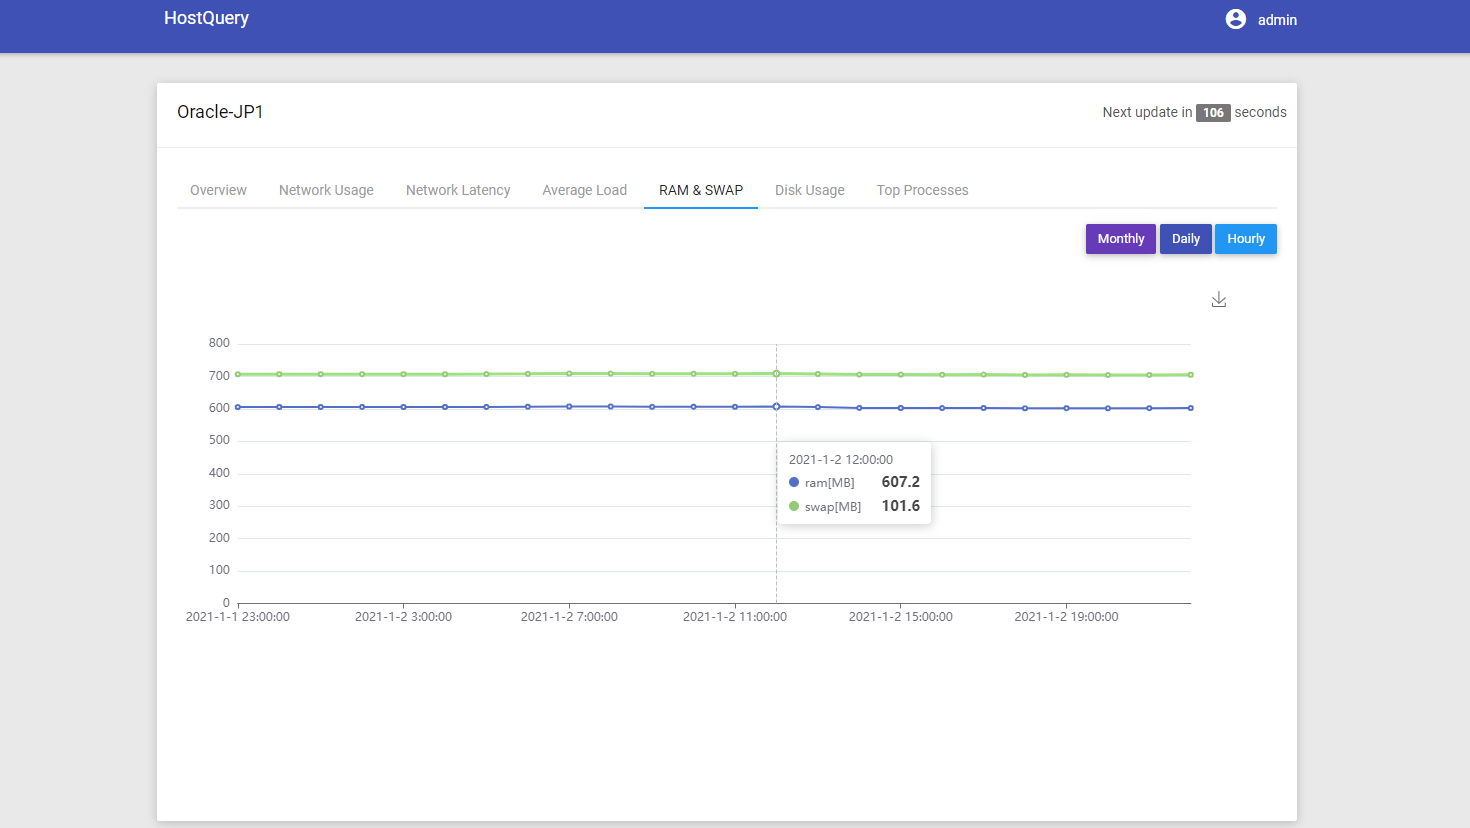 HostQuery
admin
Oracle-JP1
Next update in 106 seconds
Overview Network Usage Network Latency Average Load RAM & SWAP Disk Usage Top Processes
Monthly Daily Hourly
800
700
600
500
400
300
200
100
0
2021-1-2 12:00:00
ram[MB] 607.2
swap[MB] 101.6
2021-1-1 23:00:00 2021-1-2 3:00:00 2021-1-2 7:00:00 2021-1-2 11:00:00 2021-1-2 15:00:00 2021-1-2 19:00:00